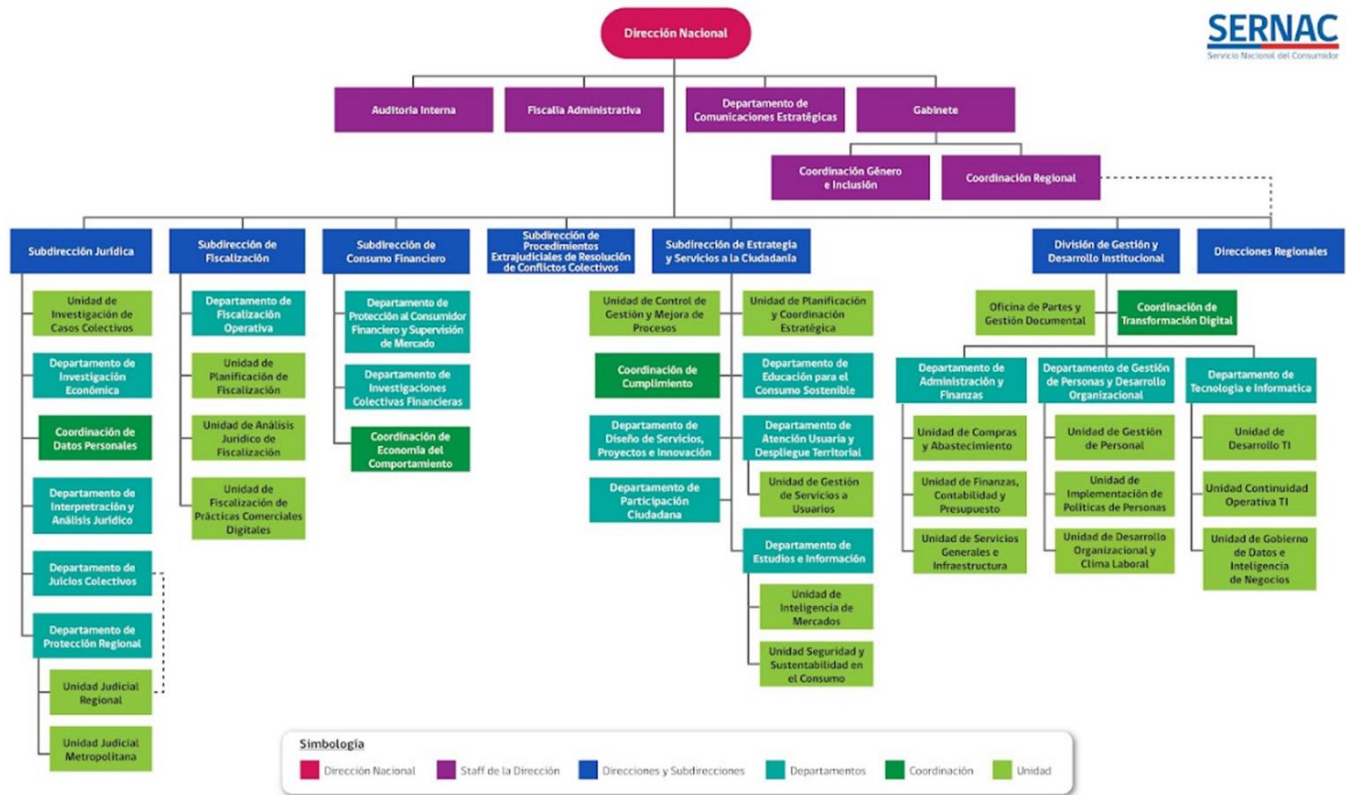 Dirección Nacional
SERNAC
Servicio Nacional del Consumidor
Auditoria Interna
Fiscalia Administrativa
Departamento de
Comunicaciones Estratégicas
Gabinete
Coordinación Género
e Inclusión
Coordinación Regional
Subdirección Jurídica
Subdirección de
Fiscalización
Subdirección de
Consumo Financiero
Subdirección de
Procedimientos
Extrajudiciales de Resolución
de Conflictos Colectivos
Subdirección de Estrategia
y Servicios a la Ciudadanía
División de Gestión y
Desarrollo Institucional
Direcciones Regionales
Unidad de
Investigación de
Casos Colectivos
Departamento de
Investigación
Económica
Coordinación de
Datos Personales
Departamento de
Interpretración y
Análisis Jurídico
Departamento de
Juicios Colectivos
Departamento de
Protección Regional
Unidad Judicial
Regional
Unidad Judicial
Metropolitana
Departamento de
Fiscalización
Operativa
Unidad de
Planificación de
Fiscalización
Unidad de Análisis
Jurídico de
Fiscalización
Unidad de
Fiscalización de
Prácticas Comerciales
Digitales
Departamento de
Protección al Consumidor
Financiero y Supervisión
de Mercado
Departamento de
Investigaciones
Colectivas Financieras
Coordinación de
Economia del
Comportamiento
Unidad de Control de
Gestión y Mejora de
Procesos
Coordinación de
Cumplimiento
Departamento de
Diseño de Servicios,
Proyectos e Innovación
Departamento de
Participación
Ciudadana
Unidad de Planificación
y Coordinación
Estratégica
Departamento de
Educación para el
Consumo Sostenible
Departamento de
Atención Usuaria y
Despliegue Territorial
Unidad de Gestión
de Servicios a
Usuarios
Departamento de
Estudios e Información
Unidad de
Inteligencia de
Mercados
Unidad Seguridad y
Sustentabilidad en
el Consumo
Oficina de Partes y
Gestión Documental
Coordinación de
Transformación Digital
Departamento de
Administración y
Finanzas
Unidad de Compras
y Abastecimiento
Unidad de Finanzas,
Contabilidad y
Presupuesto
Unidad de Servicios
Generales e
Infraestructura
Departamento de Gestión
de Personas y Desarrollo
Organizacional
Unidad de Gestión
de Personal
Unidad de
Implementación de
Políticas de Personas
Unidad de Desarrollo
Organizacional y
Clima Laboral
Departamento de
Tecnologia e Informatica
Unidad de
Desarrollo TI
Unidad Continuidad
Operativa TI
Unidad de Gobierno
de Datos e
Inteligencia
de Negocios
Simbología
Dirección Nacional
Staff de la Dirección
Direcciones y Subdirecciones
Departamentos
Coordinación
Unidad